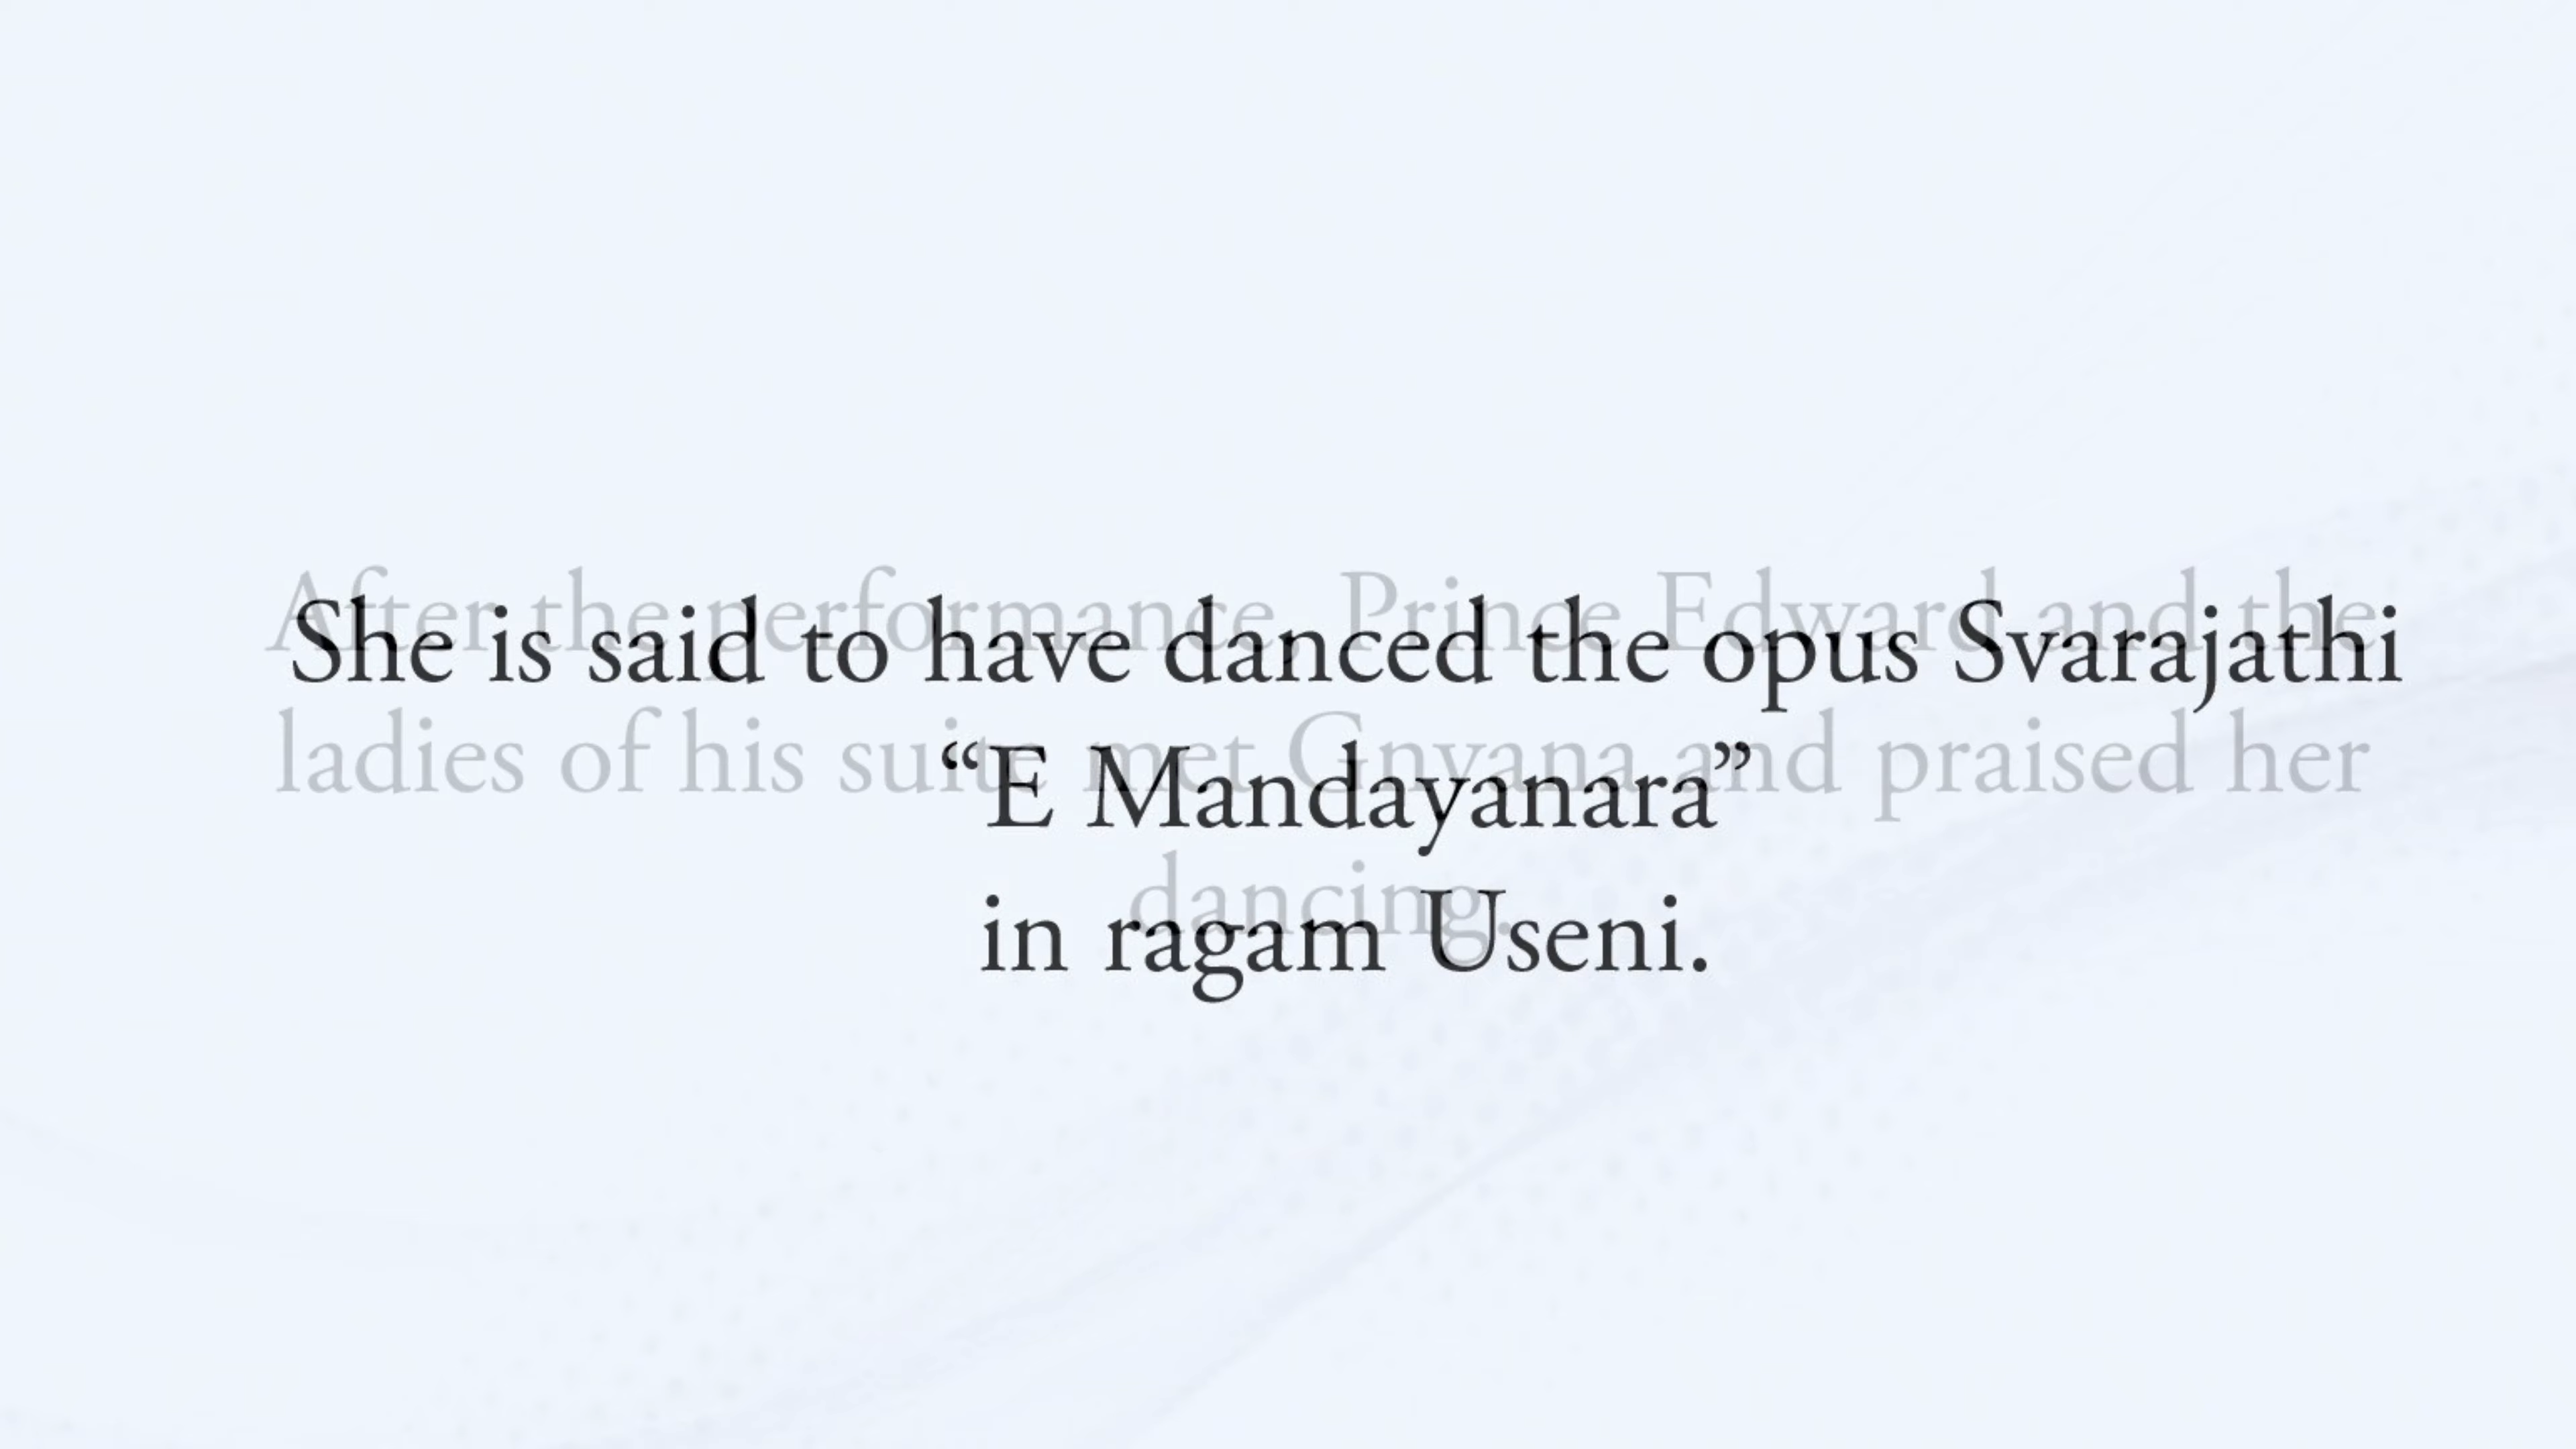 She is said to have danced the opus Svarajathi
“E Mandayanara”
in ragam Useni.
After the performance, Prince Edward and the
ladies of his suite met Gnyana and praised her
dancing.